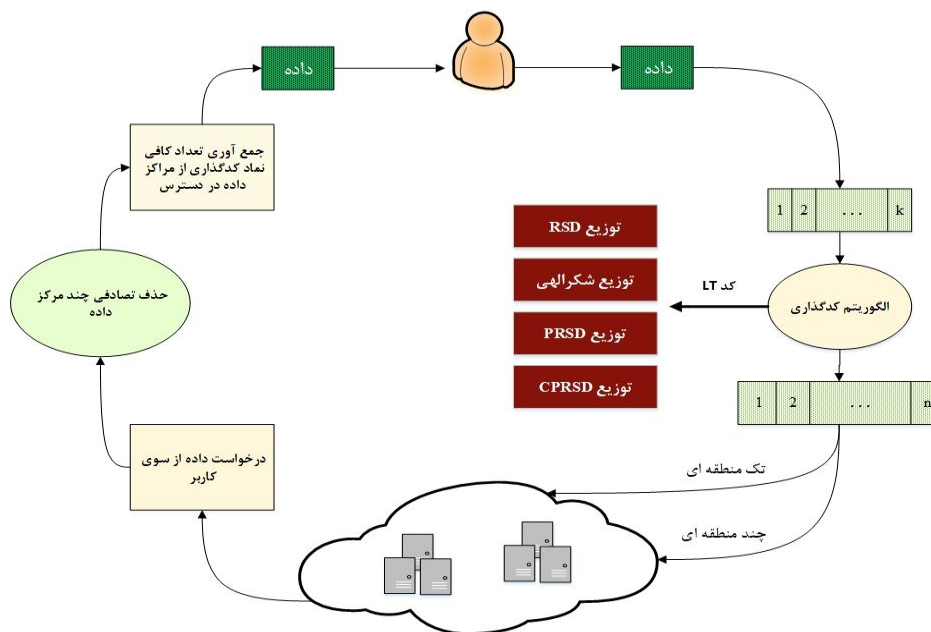 داده
داده
جمع آوری تعداد کافی
نماد کدگذاری از مراکز
داده در دسترس
1 2 . . . k
توزیع RSD
توزیع شکرالهی
توزیع PRSD
توزیع CPRSD
کد LT
الگوریتم کدگذاری
حذف تصادفی چند مرکز
داده
1 2 . . . n
درخواست داده از سوی
کاربر
تک منطقه ای
چند منطقه ای